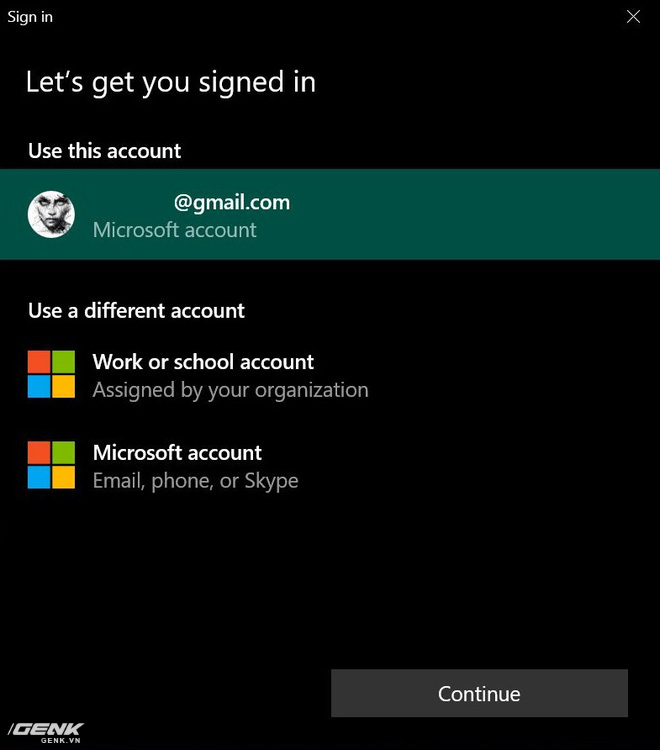 Sign in
Let's get you signed in
Use this account
@gmail.com
Microsoft account
Use a different account
Work or school account
Assigned by your organization
Microsoft account
Email, phone, or Skype
Continue
GENK
GENK.VN